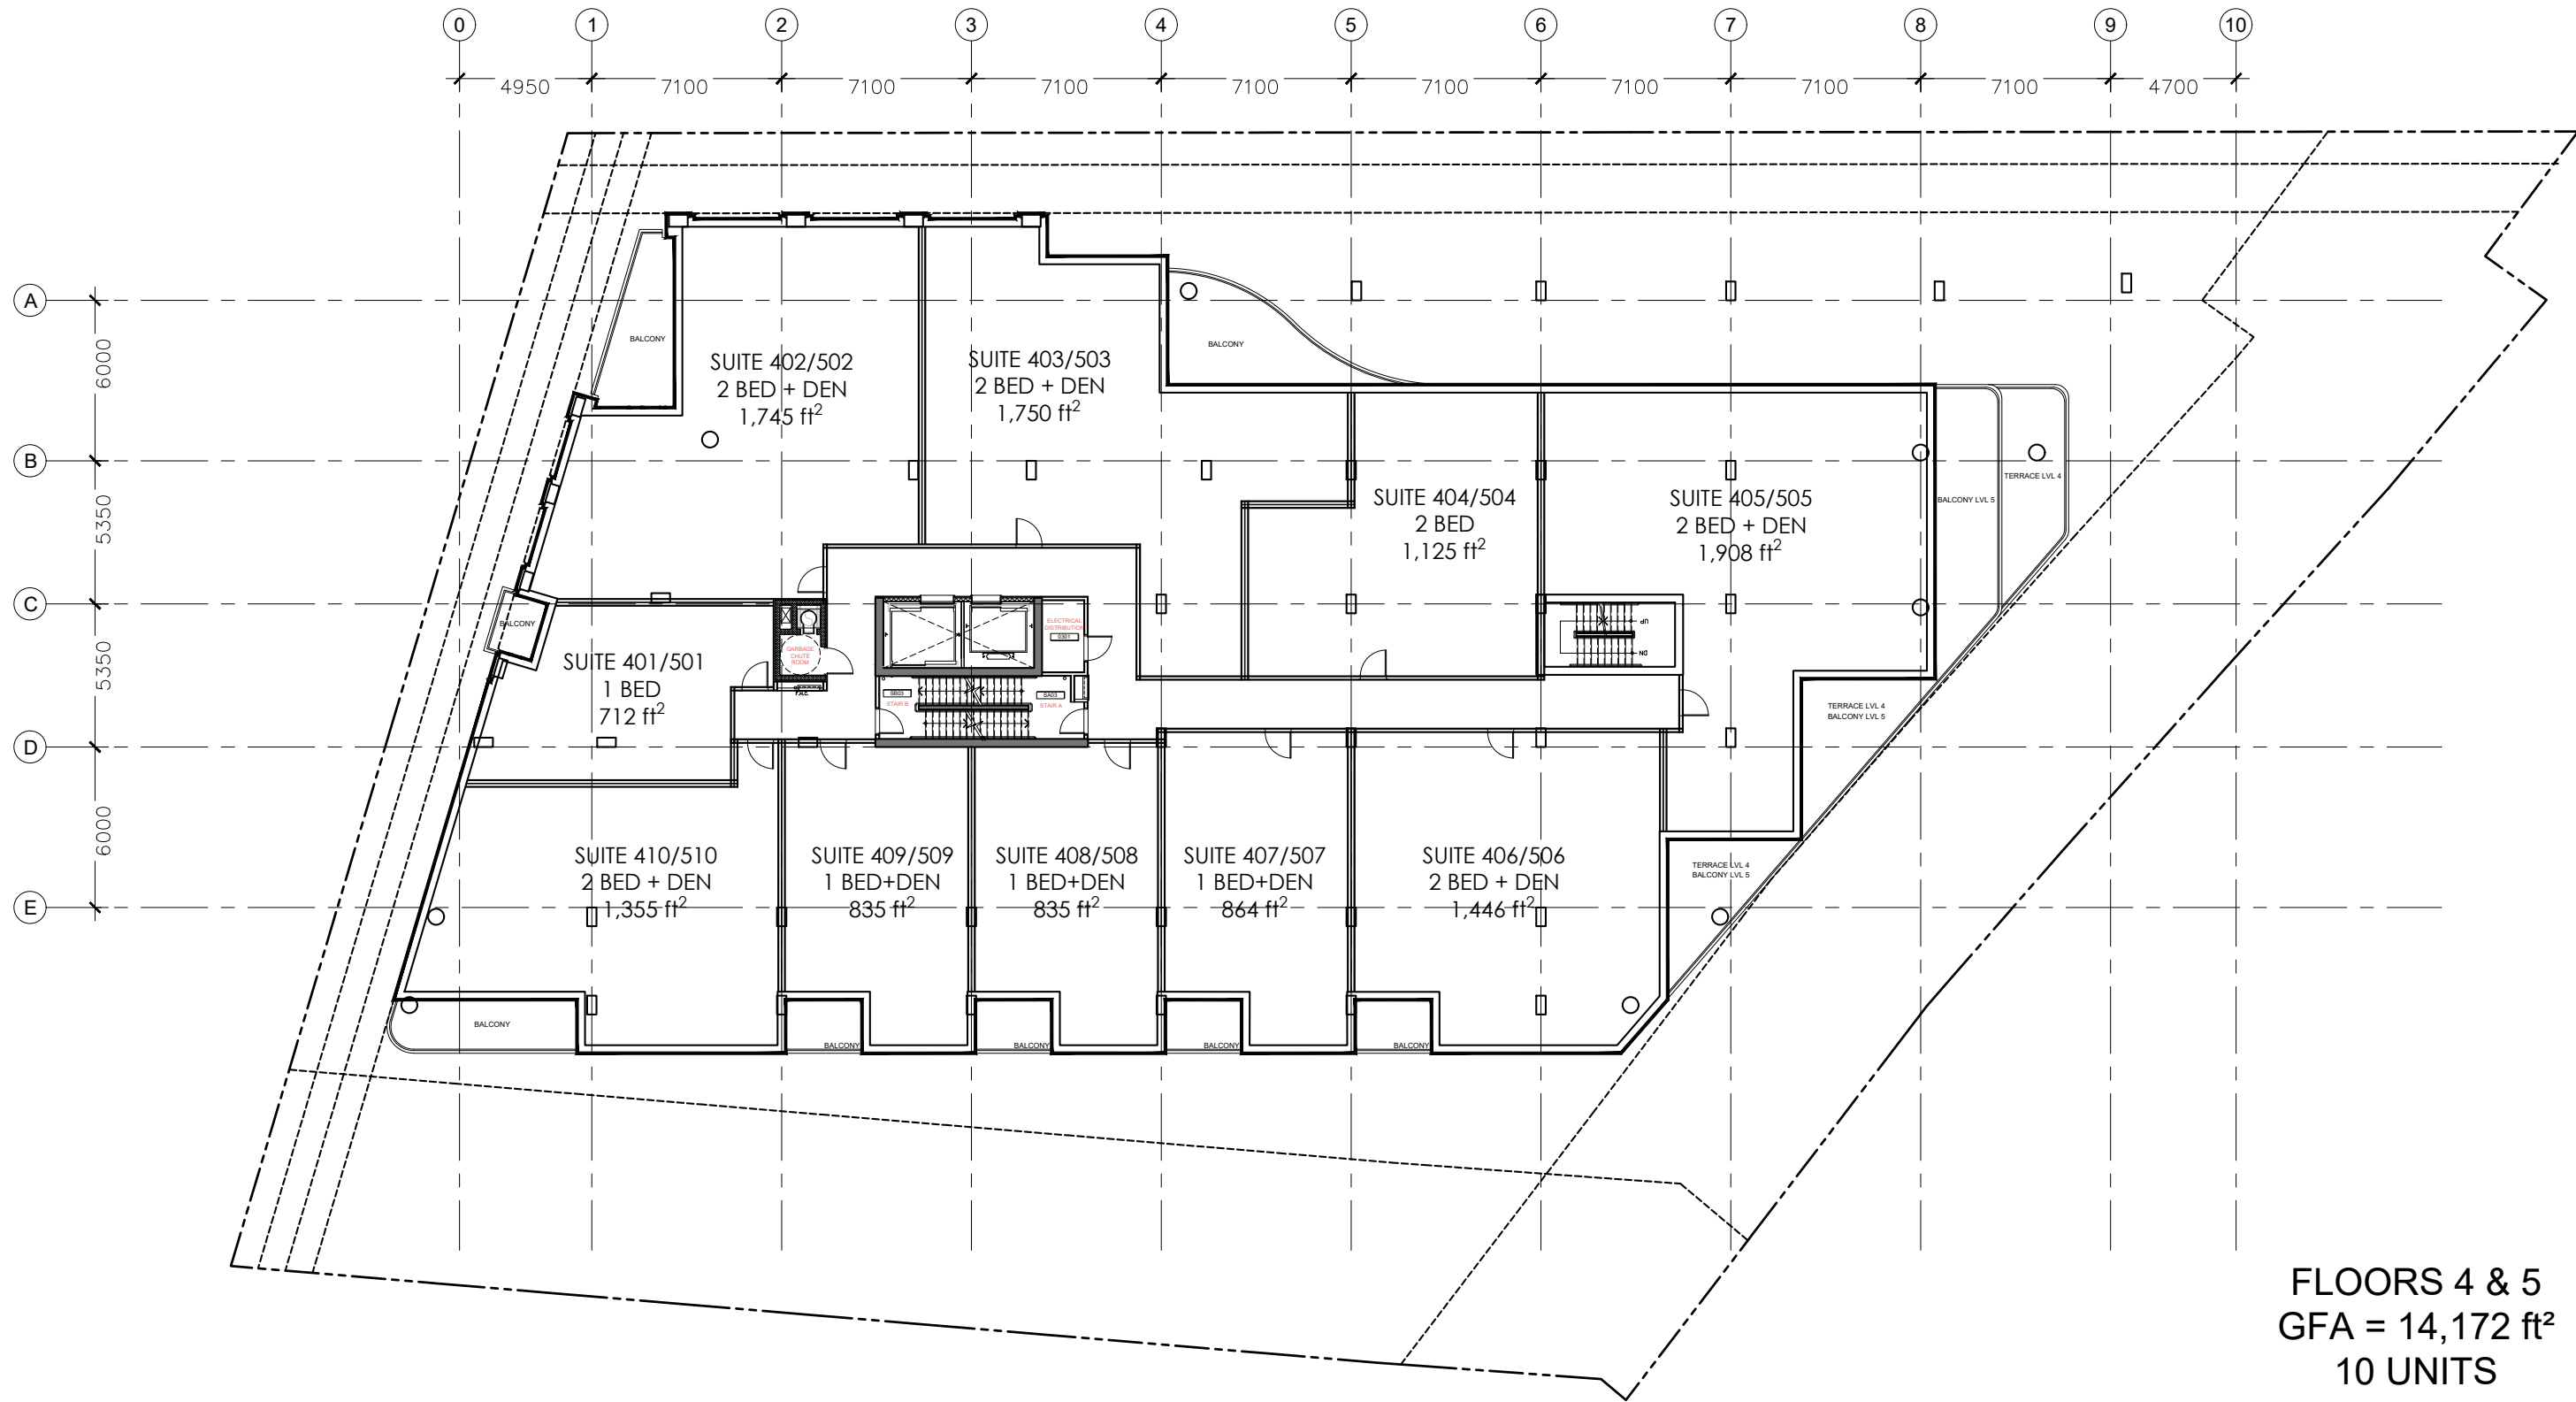 0 1 2 3 4 5 6 7 8 9 10
4950 7100 7100 7100 7100 7100 7100 7100 7100 4700
A
6000
B
5350
C
5350
D
6000
E
BALCONY
SUITE 402/502
2 BED + DEN
1,745 ft²
SUITE 403/503
2 BED + DEN
1,750 ft²
BALCONY
SUITE 404/504
2 BED
1,125 ft²
SUITE 405/505
2 BED + DEN
1,908 ft²
BALCONY LVL 5
TERRACE LVL 4
BALCONY
SUITE 401/501
1 BED
712 ft²
GARBAGE
CHUTE
ROOM
ELECTRICAL
DISTRIBUTION
0301
SB03
STAIR B
SA03
STAIR A
UP
DN
TERRACE LVL 4
BALCONY LVL 5
SUITE 410/510
2 BED + DEN
1,355 ft²
SUITE 409/509
1 BED+DEN
835 ft²
SUITE 408/508
1 BED+DEN
835 ft²
SUITE 407/507
1 BED+DEN
864 ft²
SUITE 406/506
2 BED + DEN
1,446 ft²
TERRACE LVL 4
BALCONY LVL 5
BALCONY
BALCONY
BALCONY
BALCONY
BALCONY
FLOORS 4 & 5
GFA = 14,172 ft²
10 UNITS